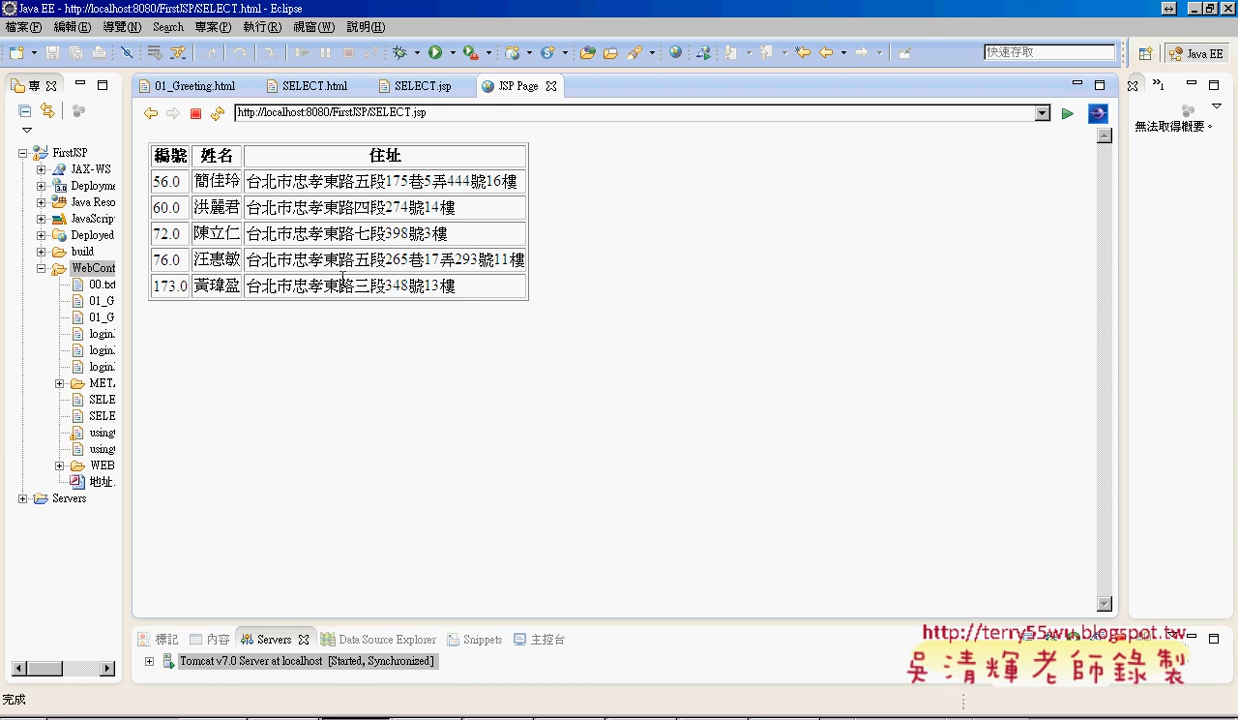 Java EE - http://localhost:8080/FirstJSP/SELECT.html - Eclipse
檔案(F) 編輯(E) 導覽(N) Search 專案(P) 執行(R) 視窗(W) 說明(H)
快速存取 Java EE
專 01_Greeting.html SELECT.html SELECT.jsp JSP Page »1
http://localhost:8080/FirstJSP/SELECT.jsp
無法取得概要。
編號 姓名 住址
56.0 簡佳玲 台北市忠孝東路五段175巷5弄444號16樓
60.0 洪麗君 台北市忠孝東路四段274號14樓
72.0 陳立仁 台北市忠孝東路七段398號3樓
76.0 汪惠敏 台北市忠孝東路五段265巷17弄293號11樓
173.0 黃瑋盈 台北市忠孝東路三段348號13樓
FirstJSP
JAX-WS
Deployme
Java Reso
JavaScrip
Deployed
build
WebCont
00.txt
01_G
01_G
login
login
login
META
SELE
SELE
using
using
WEB
地址.
Servers
標記 內容 Servers Data Source Explorer Snippets 主控台
Tomcat v7.0 Server at localhost [Started, Synchronized]
http://terry55wu.blogspot.tw
吳清輝老師錄製
完成